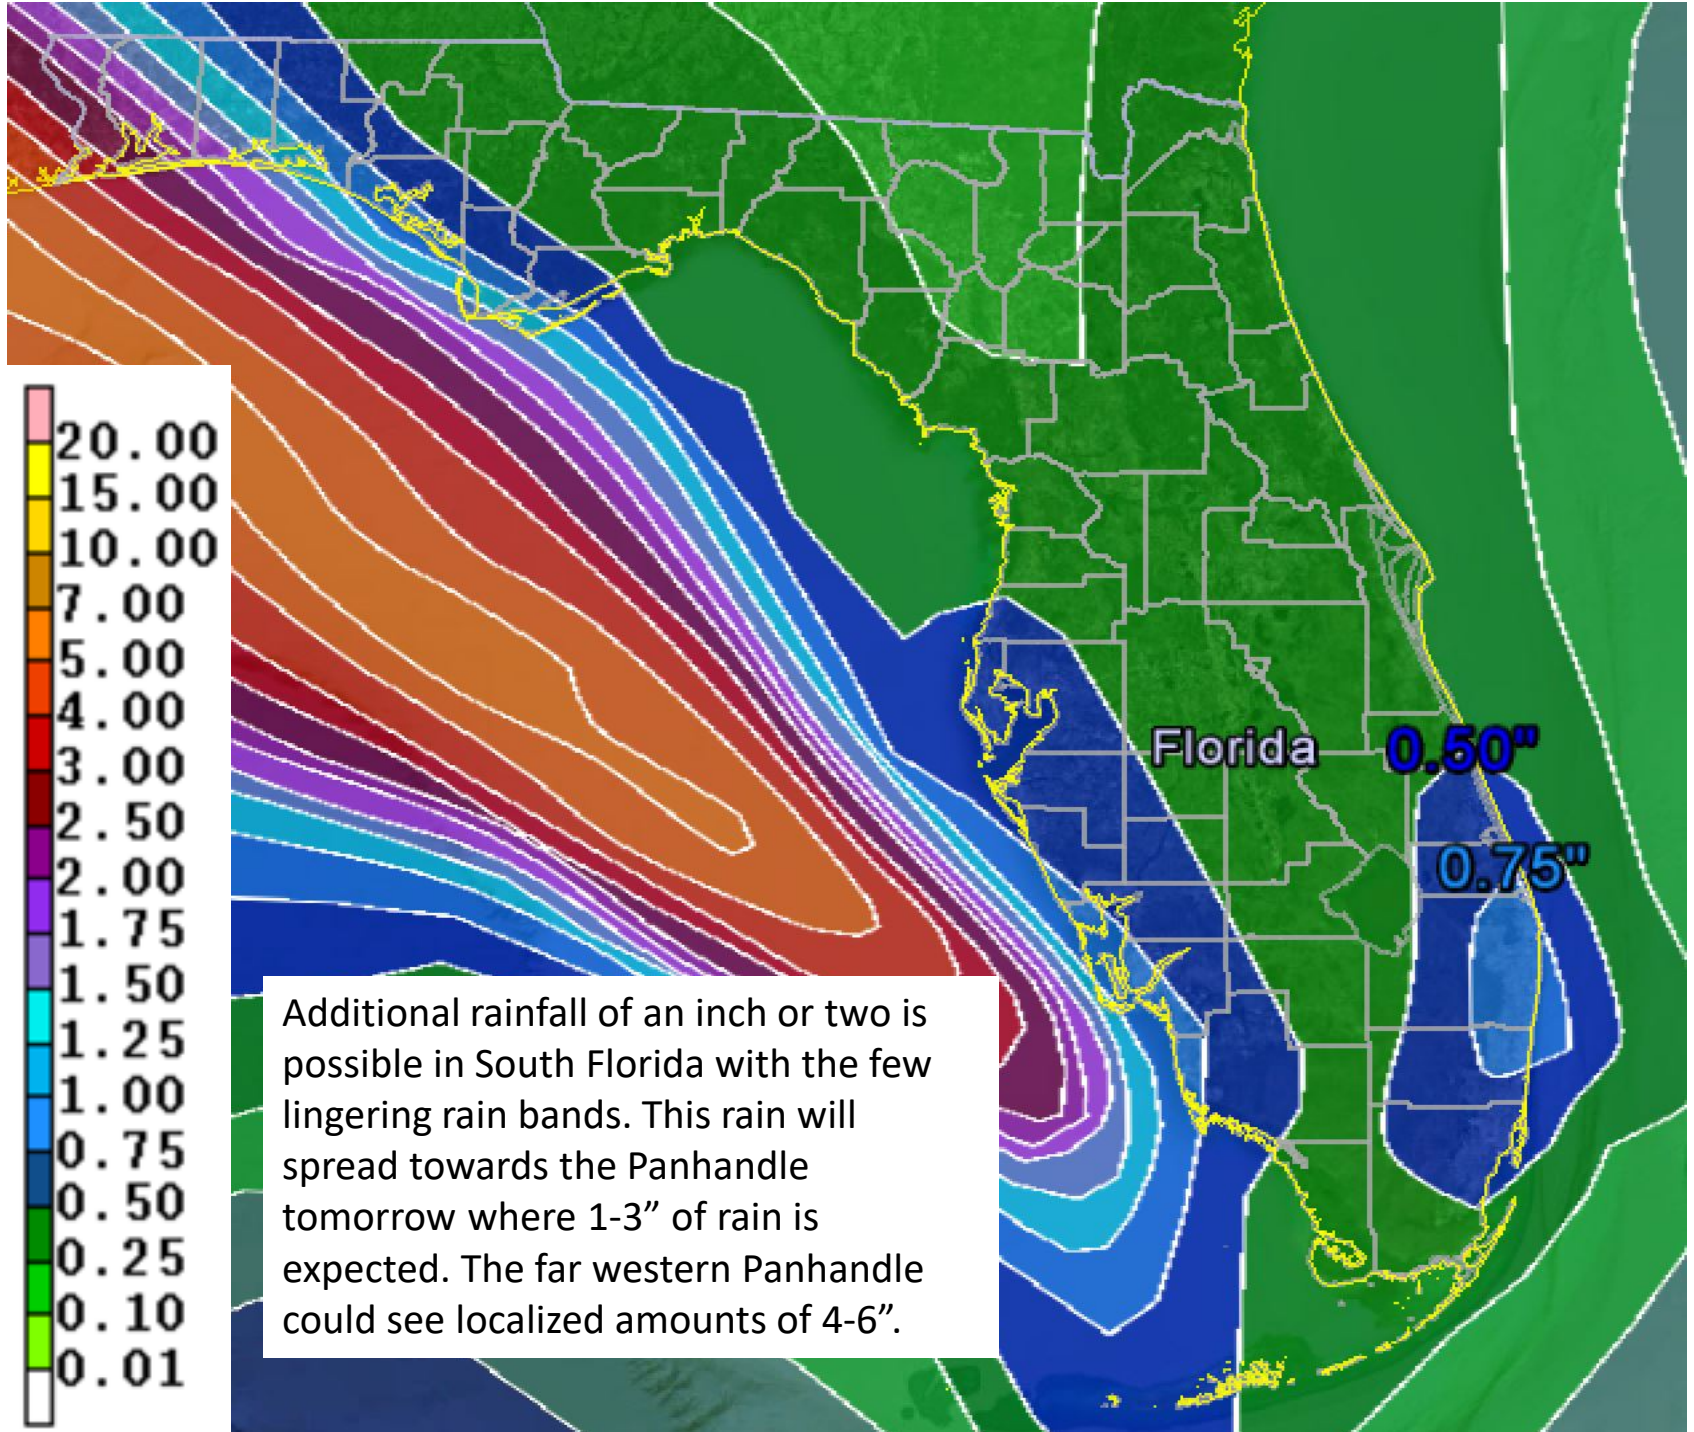 20.00
15.00
10.00
7.00
5.00
4.00
3.00
2.50
2.00
1.75
1.50
1.25
1.00
0.75
0.50
0.25
0.10
0.01
Florida
0.50"
0.75"
Additional rainfall of an inch or two is
possible in South Florida with the few
lingering rain bands. This rain will
spread towards the Panhandle
tomorrow where 1-3” of rain is
expected. The far western Panhandle
could see localized amounts of 4-6”.